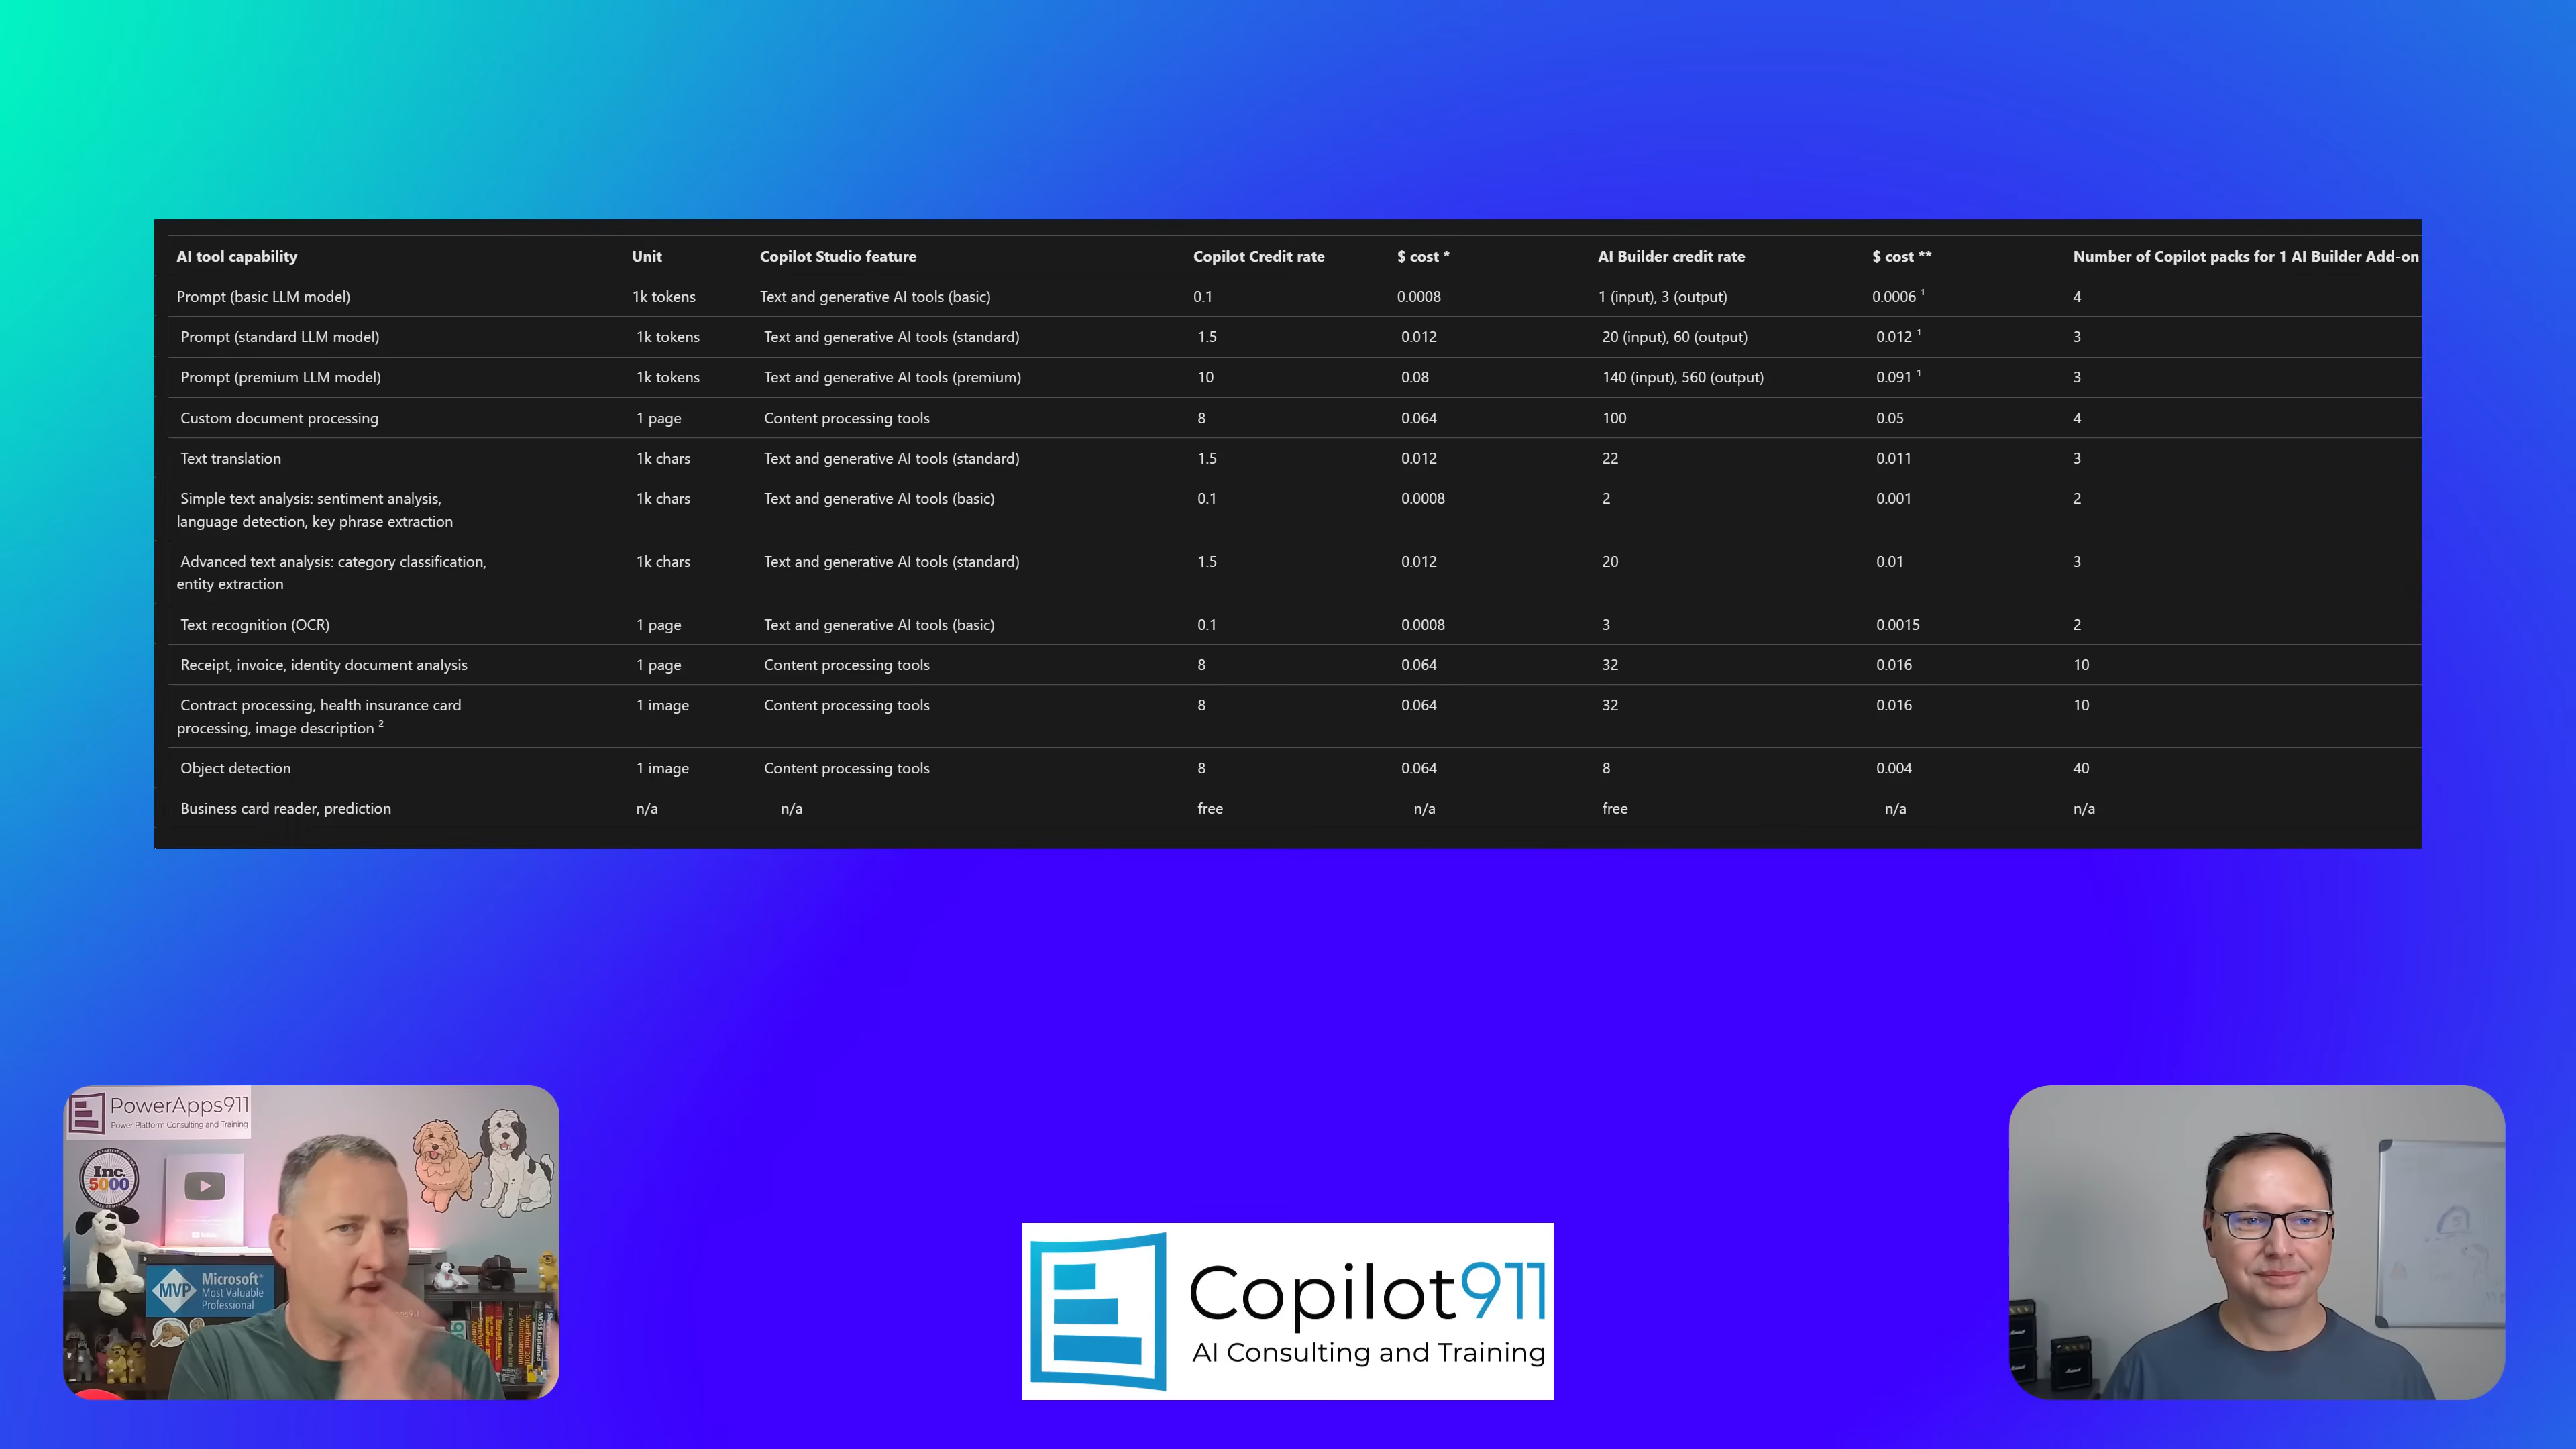 AI tool capability Unit Copilot Studio feature Copilot Credit rate $ cost * AI Builder credit rate $ cost ** Number of Copilot packs for 1 AI Builder Add-on
Prompt (basic LLM model) 1k tokens Text and generative AI tools (basic) 0.1 0.0008 1 (input), 3 (output) 0.0006 ¹ 4
Prompt (standard LLM model) 1k tokens Text and generative AI tools (standard) 1.5 0.012 20 (input), 60 (output) 0.012 ¹ 3
Prompt (premium LLM model) 1k tokens Text and generative AI tools (premium) 10 0.08 140 (input), 560 (output) 0.091 ¹ 3
Custom document processing 1 page Content processing tools 8 0.064 100 0.05 4
Text translation 1k chars Text and generative AI tools (standard) 1.5 0.012 22 0.011 3
Simple text analysis: sentiment analysis, 1k chars Text and generative AI tools (basic) 0.1 0.0008 2 0.001 2
language detection, key phrase extraction
Advanced text analysis: category classification, 1k chars Text and generative AI tools (standard) 1.5 0.012 20 0.01 3
entity extraction
Text recognition (OCR) 1 page Text and generative AI tools (basic) 0.1 0.0008 3 0.0015 2
Receipt, invoice, identity document analysis 1 page Content processing tools 8 0.064 32 0.016 10
Contract processing, health insurance card 1 image Content processing tools 8 0.064 32 0.016 10
processing, image description ²
Object detection 1 image Content processing tools 8 0.064 8 0.004 40
Business card reader, prediction n/a n/a free n/a free n/a n/a
PowerApps911
Power Platform Consulting and Training
Inc.
5000
MVP
Microsoft®
Most Valuable
Professional
Copilot911
AI Consulting and Training